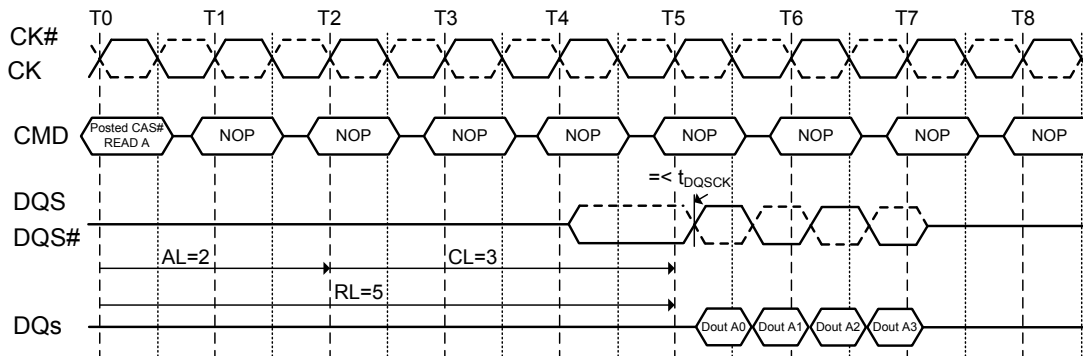 T0 T1 T2 T3 T4 T5 T6 T7 T8
CK#
CK
CMD
Posted CAS#
READ A
NOP NOP NOP NOP NOP NOP NOP NOP
=< tDQSCK
DQS
DQS#
AL=2 CL=3
RL=5
DQs
Dout A0 Dout A1 Dout A2 Dout A3